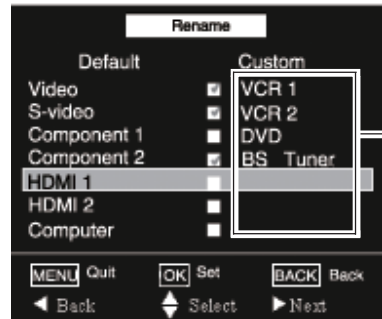 Rename
Default Custom
Video VCR 1
S-video VCR 2
Component 1 DVD
Component 2 BS Tuner
HDMI 1
HDMI 2
Computer
MENU Quit OK Set BACK Back
Back Select Next